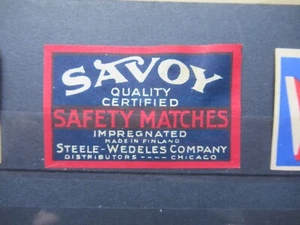 SAVOY
QUALITY
CERTIFIED
SAFETY MATCHES
IMPREGNATED
MADE IN FINLAND
STEELE-WEDELES COMPANY
DISTRIBUTORS ---- CHICAGO